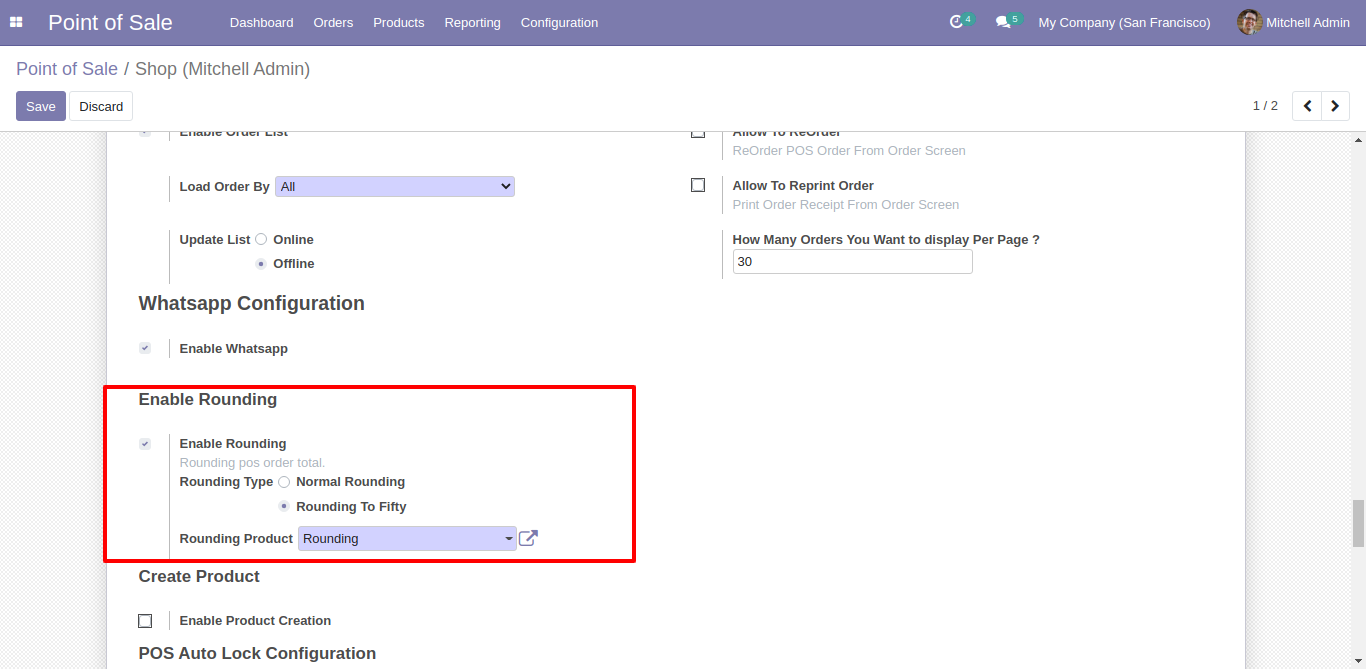 Point of Sale Dashboard Orders Products Reporting Configuration 4 5 My Company (San Francisco) Mitchell Admin
Point of Sale / Shop (Mitchell Admin)
Save Discard 1 / 2
Enable Order List
Allow To ReOrder
ReOrder POS Order From Order Screen
Load Order By All
Allow To Reprint Order
Print Order Receipt From Order Screen
Update List Online
Offline
How Many Orders You Want to display Per Page ?
30
Whatsapp Configuration
Enable Whatsapp
Enable Rounding
Enable Rounding
Rounding pos order total.
Rounding Type Normal Rounding
Rounding To Fifty
Rounding Product Rounding
Create Product
Enable Product Creation
POS Auto Lock Configuration